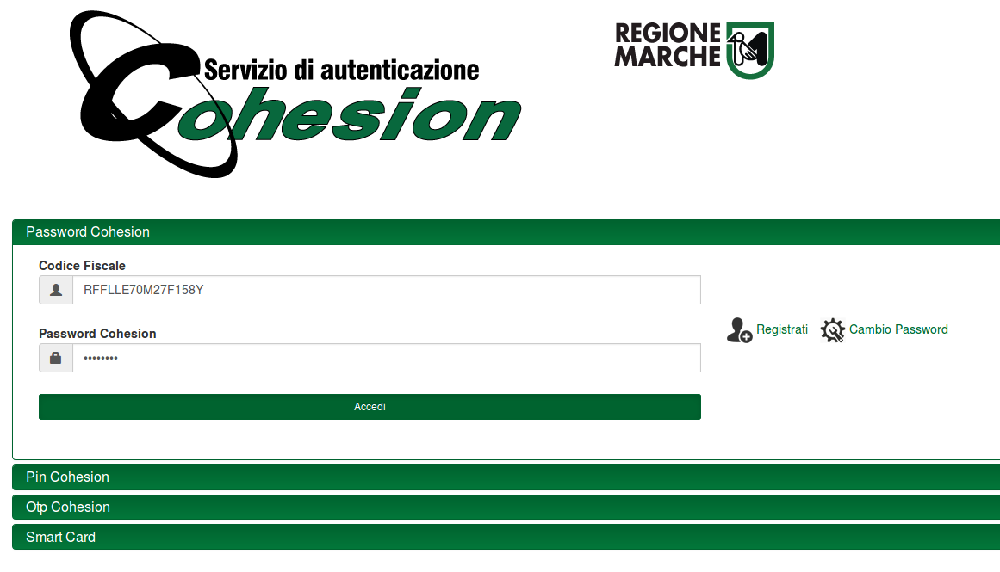 Servizio di autenticazione
Cohesion
REGIONE
MARCHE
Password Cohesion
Codice Fiscale
RFFLLE70M27F158Y
Password Cohesion
••••••••
Registrati
Cambio Password
Accedi
Pin Cohesion
Otp Cohesion
Smart Card